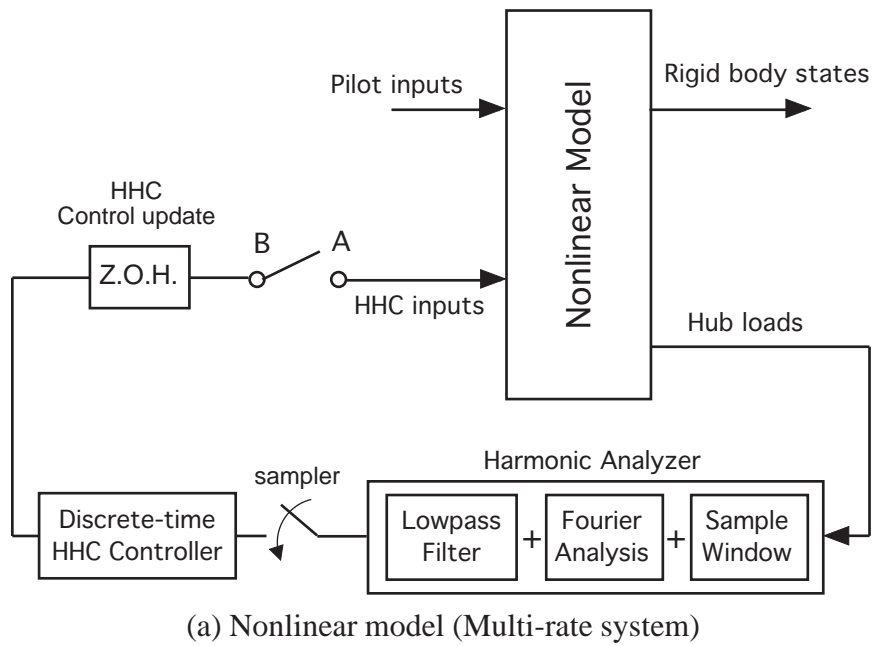 Pilot inputs
Rigid body states
Nonlinear Model
HHC
Control update
Z.O.H.
B
A
HHC inputs
Hub loads
Harmonic Analyzer
sampler
Discrete-time
HHC Controller
Lowpass
Filter
+
Fourier
Analysis
+
Sample
Window
(a) Nonlinear model (Multi-rate system)